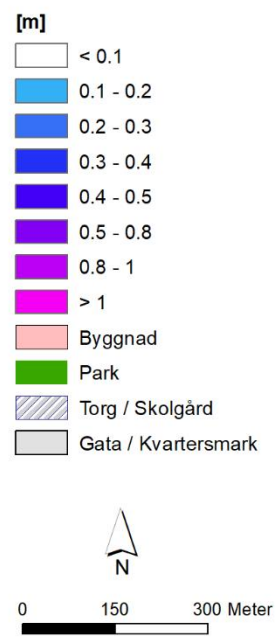 [m]
< 0.1
0.1 - 0.2
0.2 - 0.3
0.3 - 0.4
0.4 - 0.5
0.5 - 0.8
0.8 - 1
> 1
Byggnad
Park
Torg / Skolgård
Gata / Kvartersmark
N
0 150 300 Meter